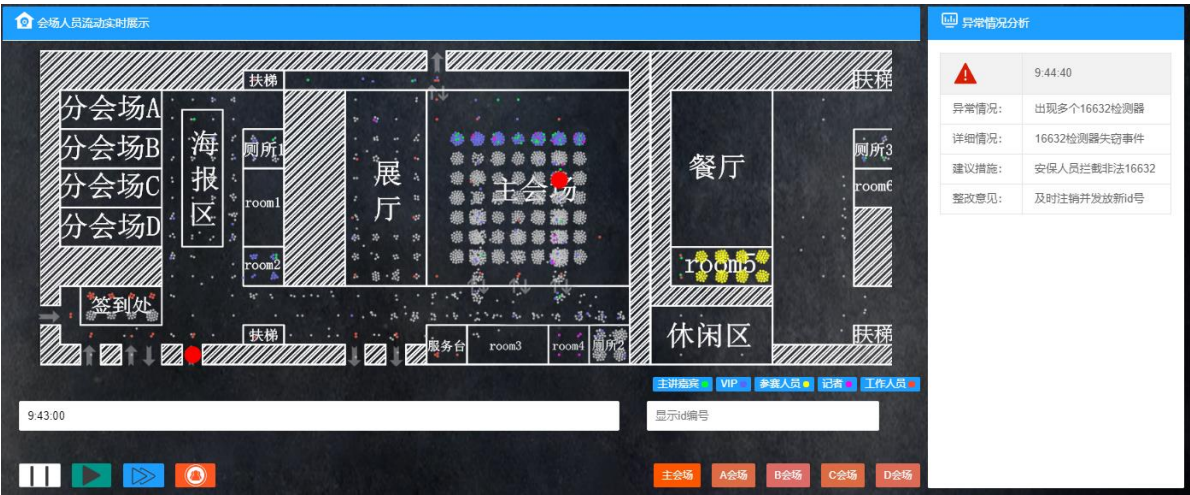 会场人员流动实时展示
异常情况分析
9:44:40
异常情况: 出现多个16632检测器
详细情况: 16632检测器失窃事件
建议措施: 安保人员拦截非法16632
整改意见: 及时注销并发放新id号
扶梯
扶梯
分会场A
分会场B
分会场C
分会场D
海报区
厕所1
room1
room2
展厅
主会场
餐厅
厕所3
room6
room5
签到处
扶梯
服务台
room3
room4
厕所2
休闲区
扶梯
主讲嘉宾 VIP 参赛人员 记者 工作人员
9:43:00
显示id编号
主会场 A会场 B会场 C会场 D会场